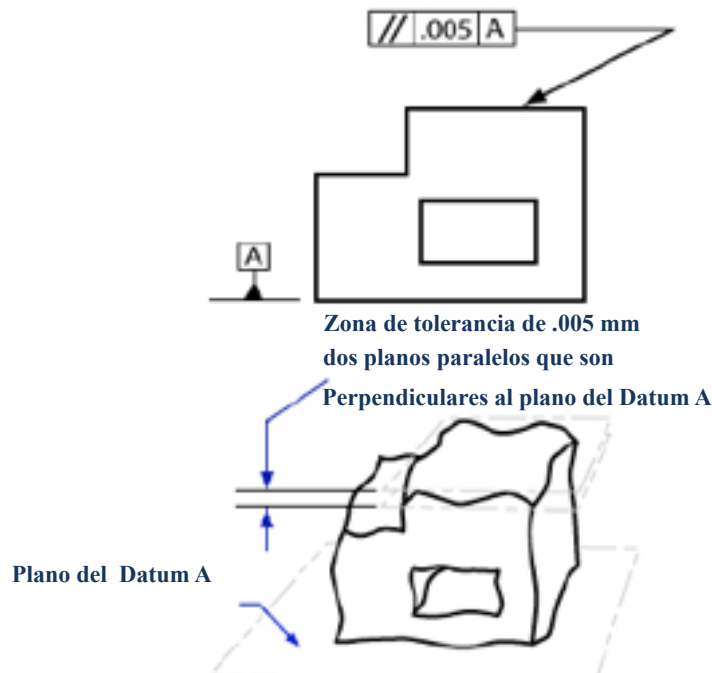 // .005 A
A
Zona de tolerancia de .005 mm
dos planos paralelos que son
Perpendiculares al plano del Datum A
Plano del Datum A